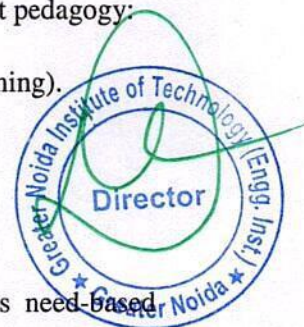 t pedagogy:
ning).
Greater Noida Institute of Technology (Engg. Inst.)
Director
★ Greater Noida ★
s need-based